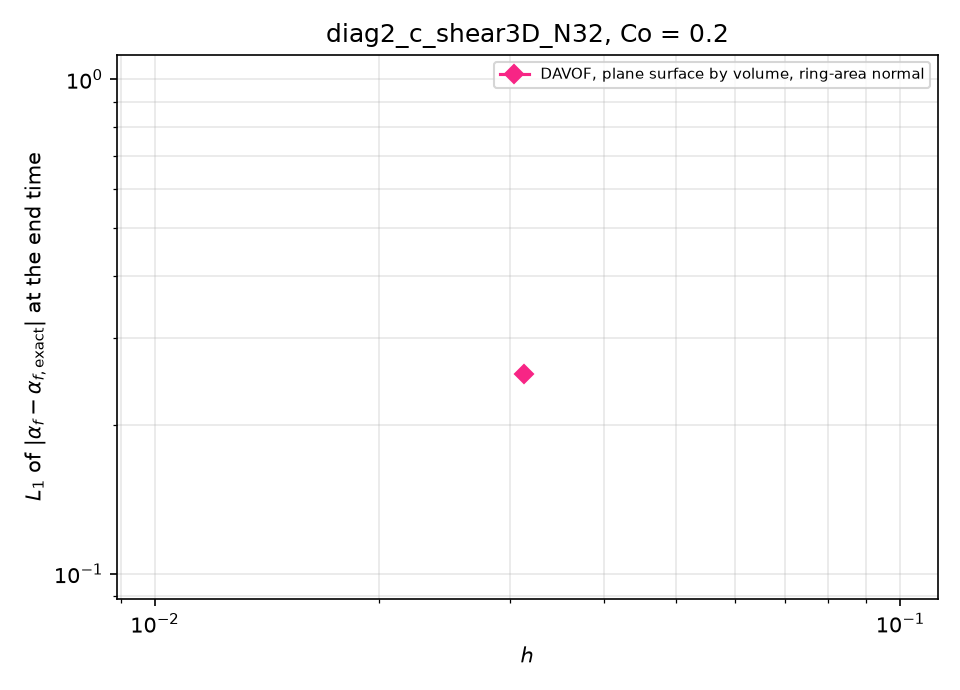 diag2_c_shear3D_N32, Co = 0.2
DAVOF, plane surface by volume, ring-area normal
L₁ of |α_f − α_{f,exact}| at the end time
10⁰
10⁻¹
10⁻²
10⁻¹
h